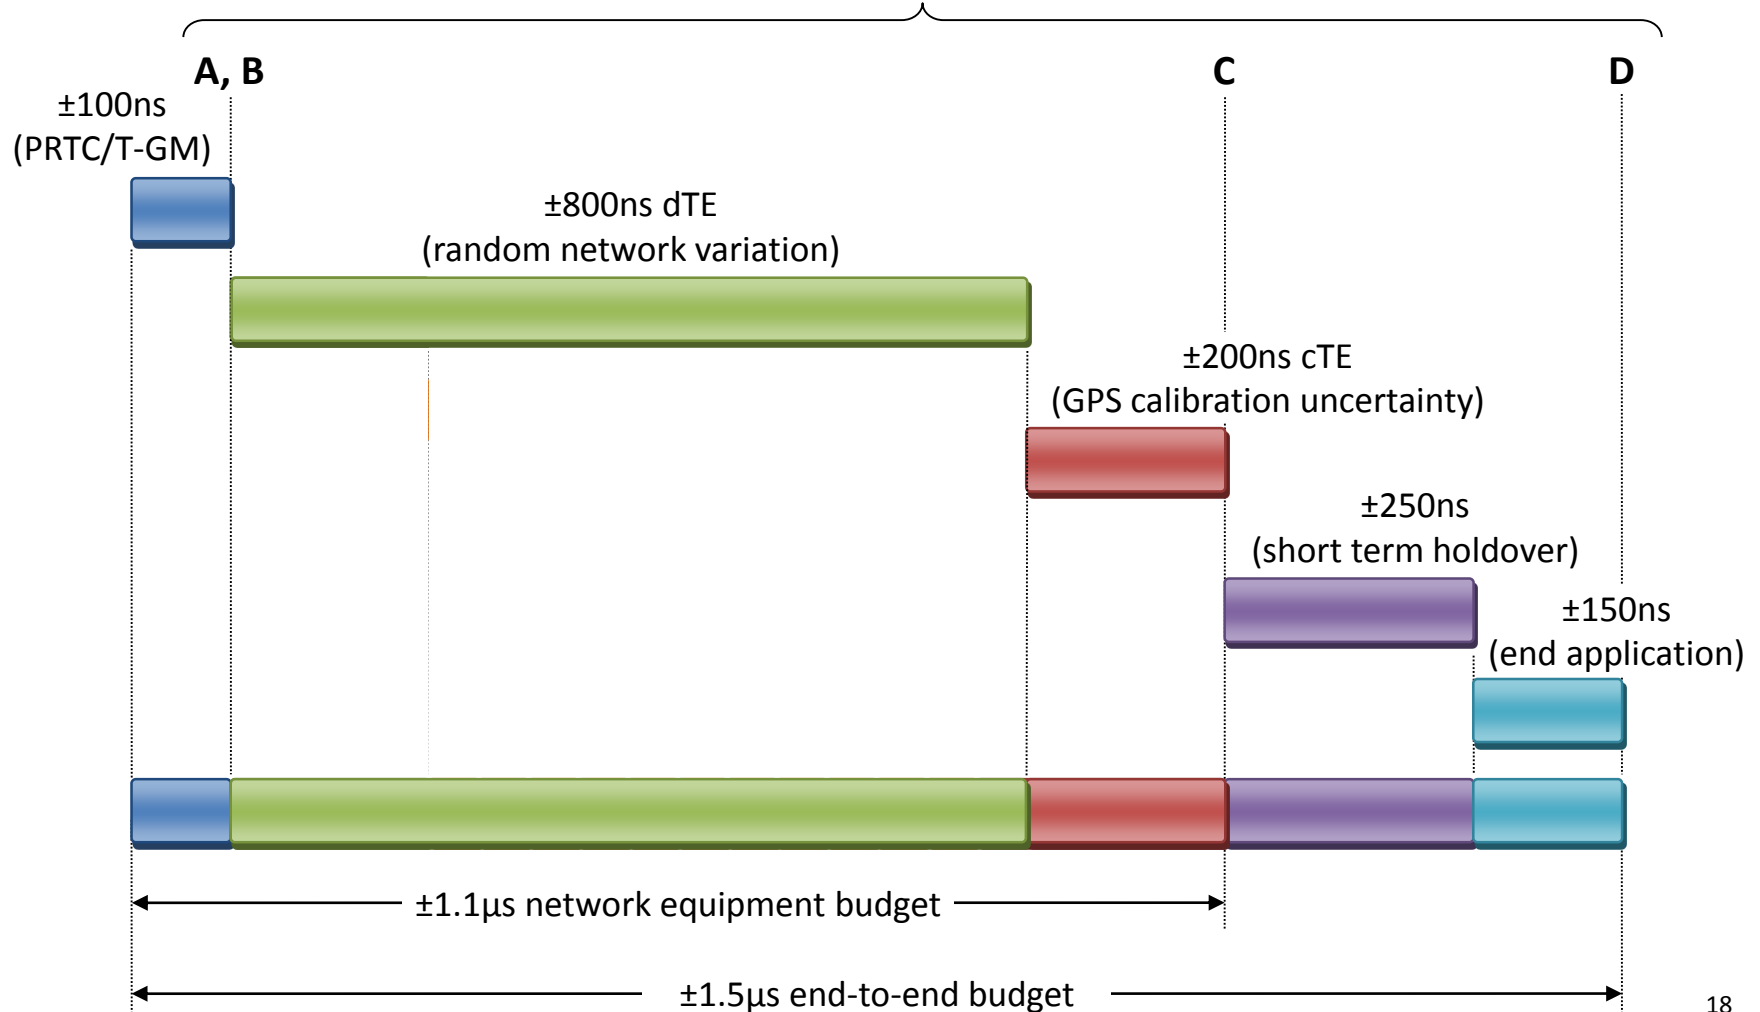 A, B
C
D
±100ns
(PRTC/T-GM)
±800ns dTE
(random network variation)
±200ns cTE
(GPS calibration uncertainty)
±250ns
(short term holdover)
±150ns
(end application)
±1.1µs network equipment budget
±1.5µs end-to-end budget
18